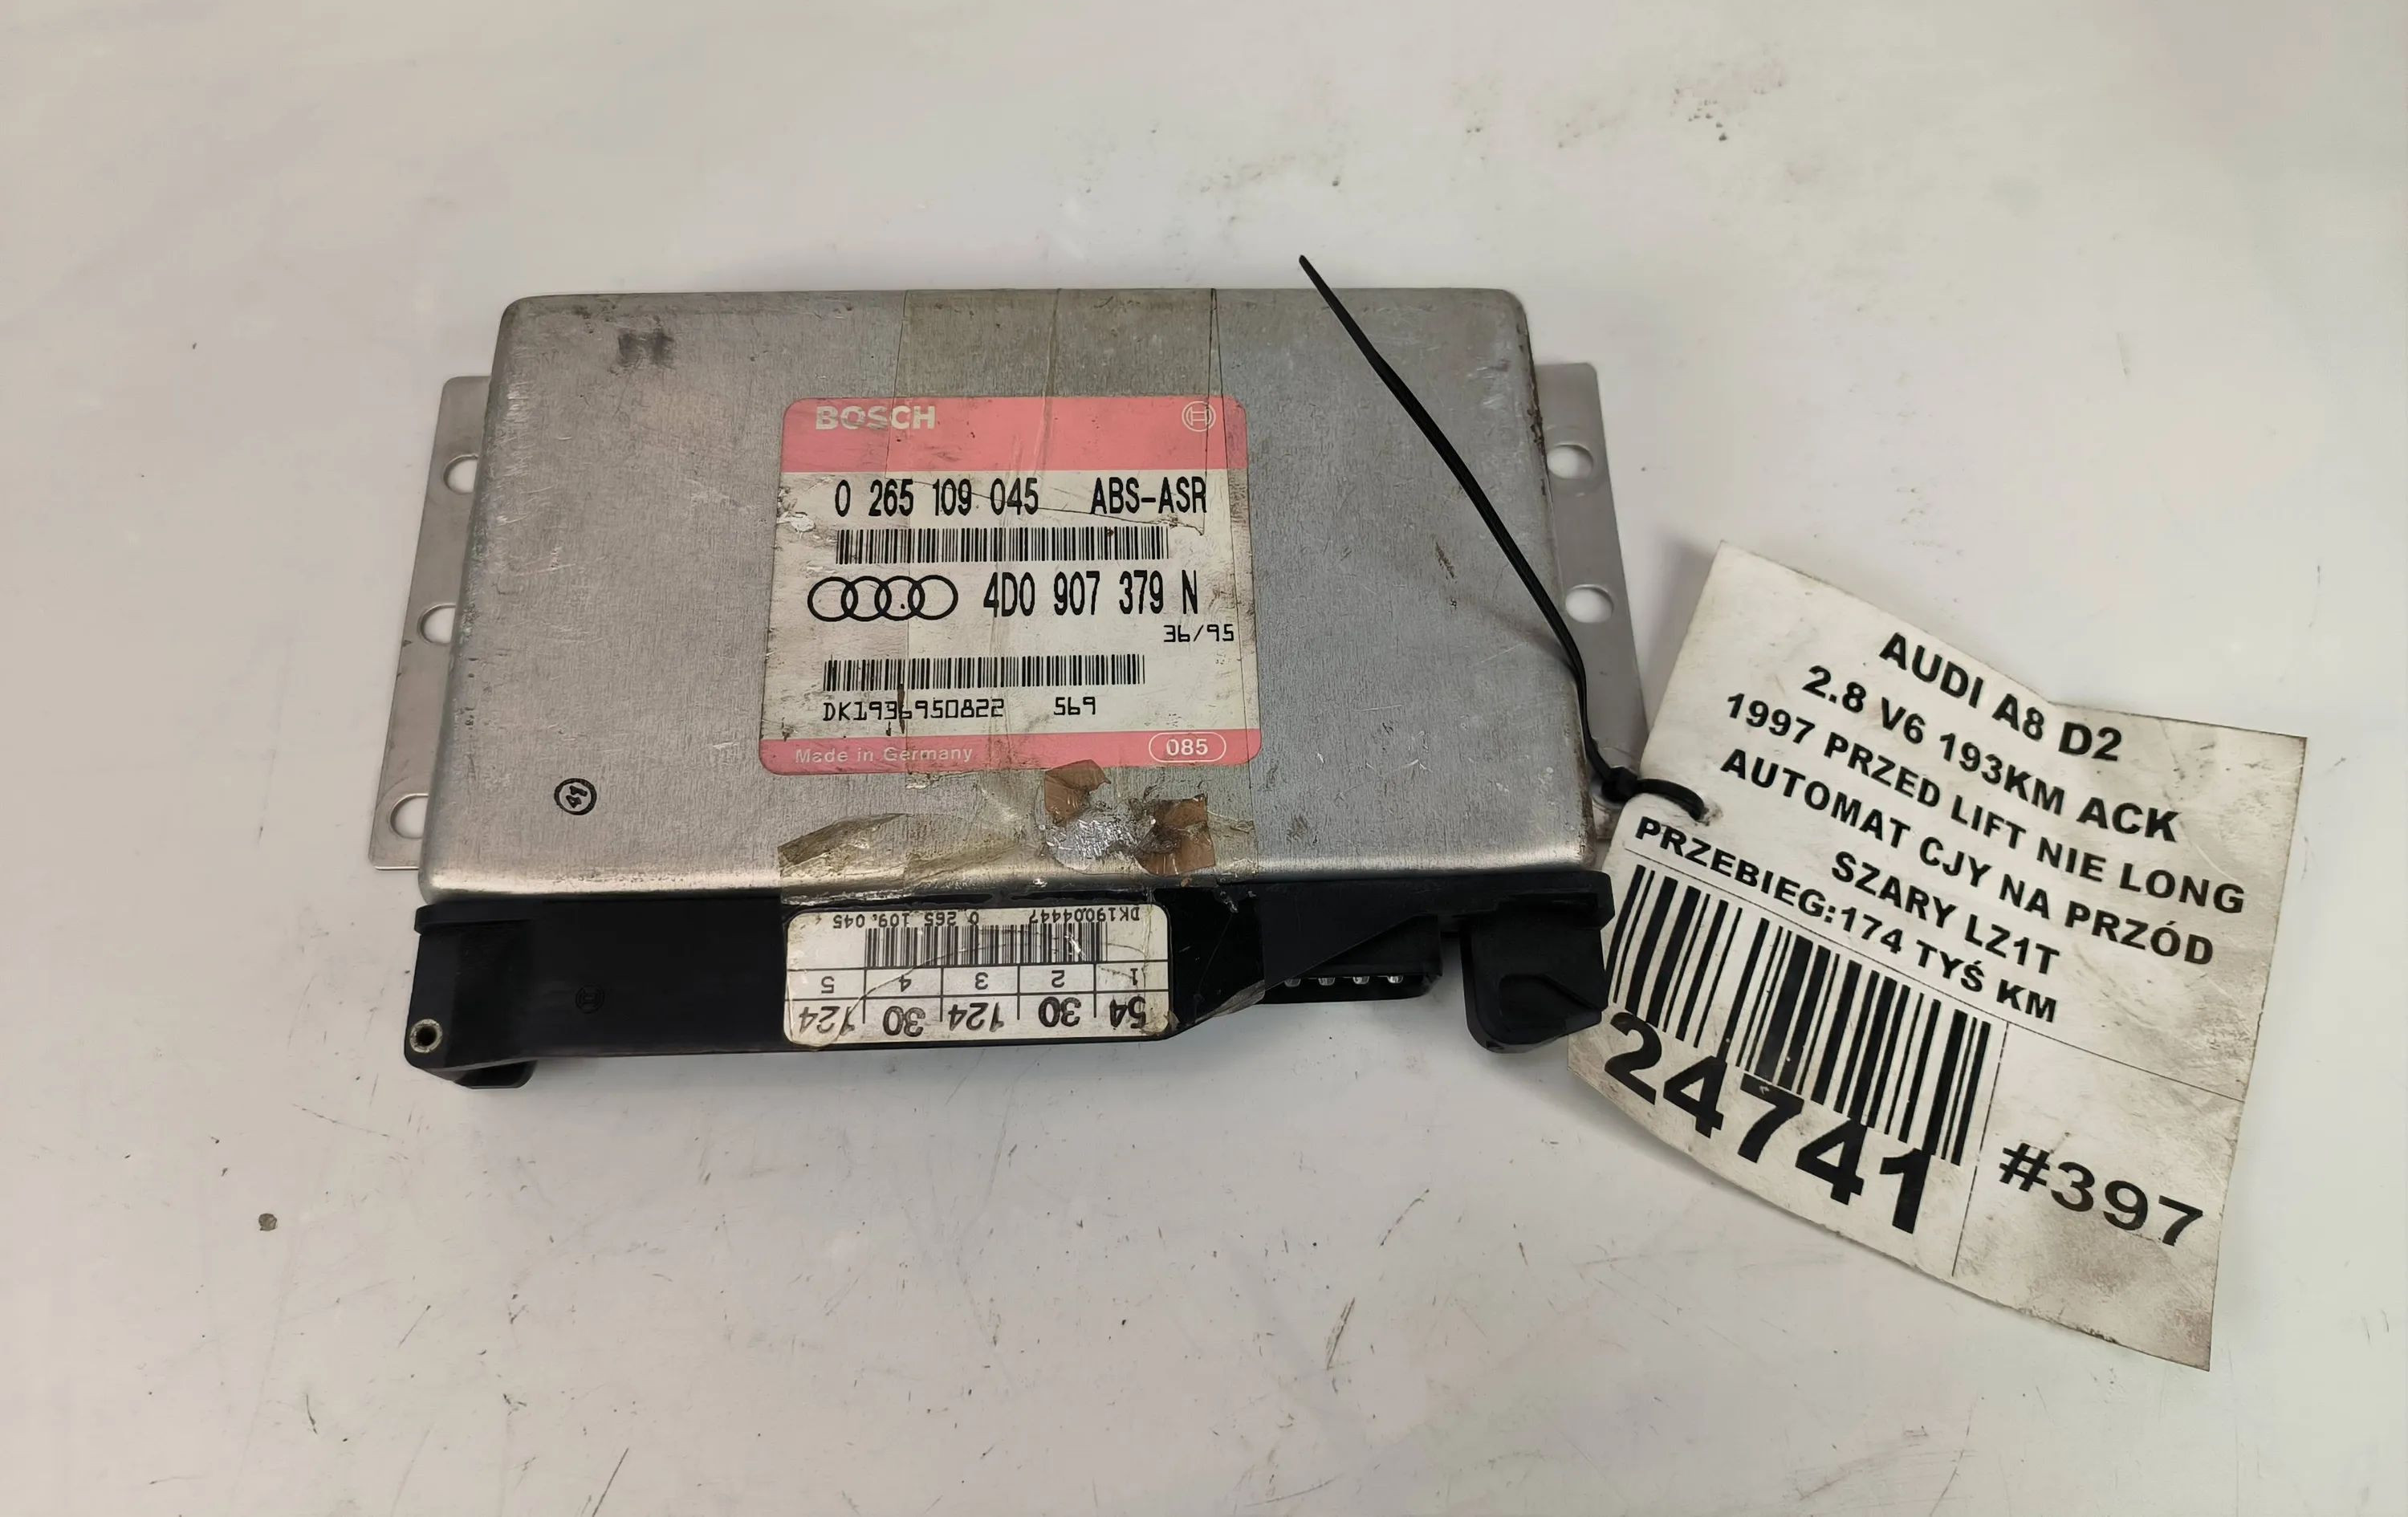 BOSCH
0 265 109 045 ABS-ASR
4D0 907 379 N
36/95
DK1936950822 569
Made in Germany 085
41
DK19004447 0 265 109.045
1 2 3 4 5
54 30 124 30 124
AUDI A8 D2
2.8 V6 193KM ACK
1997 PRZED LIFT NIE LONG
AUTOMAT CJY NA PRZÓD
SZARY LZ1T
PRZEBIEG:174 TYŚ KM
24741
#397